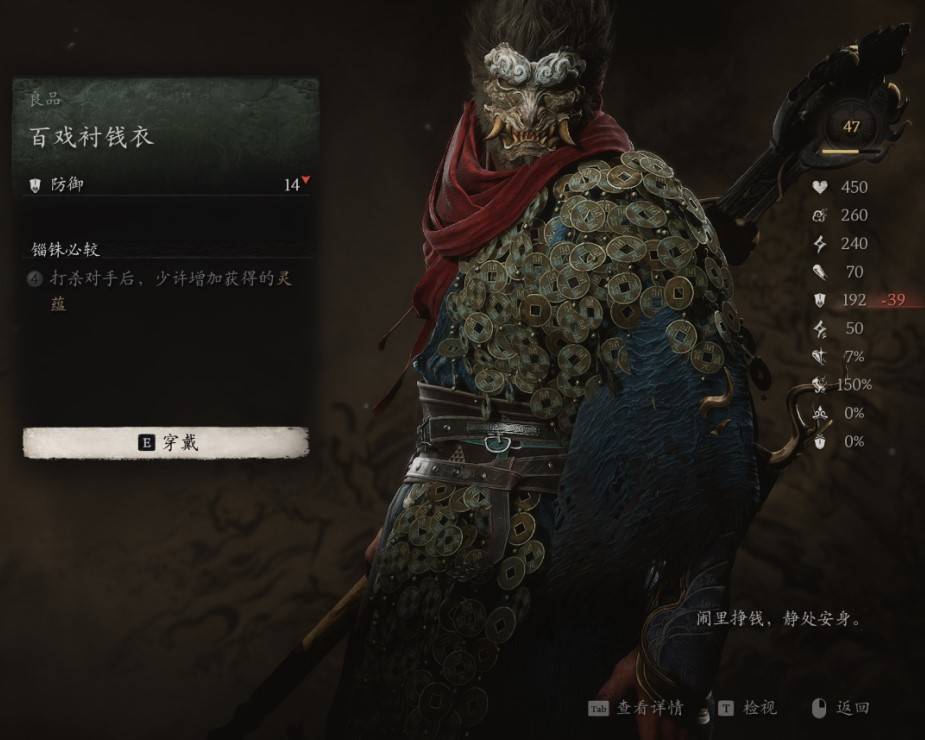 良品
百戏衬钱衣
防御 14
锱铢必较
④ 打杀对手后，少许增加获得的灵
蕴
E 穿戴
47
450
260
240
70
192 -39
50
7%
150%
0%
0%
闹里挣钱，静处安身。
Tab 查看详情 T 检视 返回